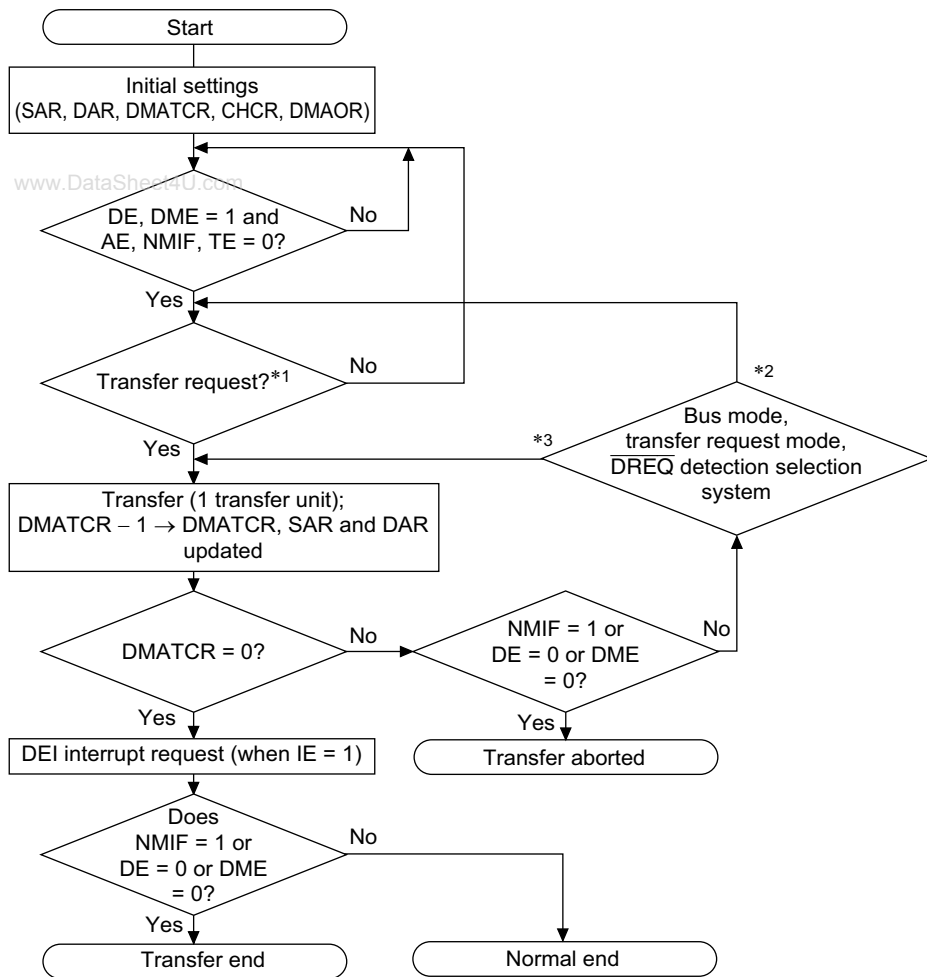 Start
Initial settings
(SAR, DAR, DMATCR, CHCR, DMAOR)
www.DataSheet4U.com
DE, DME = 1 and
AE, NMIF, TE = 0?
No
Yes
Transfer request?*1
No
Yes
*2
Bus mode,
transfer request mode,
DREQ detection selection
system
*3
Transfer (1 transfer unit);
DMATCR – 1 → DMATCR, SAR and DAR
updated
DMATCR = 0?
No
NMIF = 1 or
DE = 0 or DME
= 0?
No
Yes
Yes
DEI interrupt request (when IE = 1)
Transfer aborted
Does
NMIF = 1 or
DE = 0 or DME
= 0?
No
Yes
Transfer end
Normal end